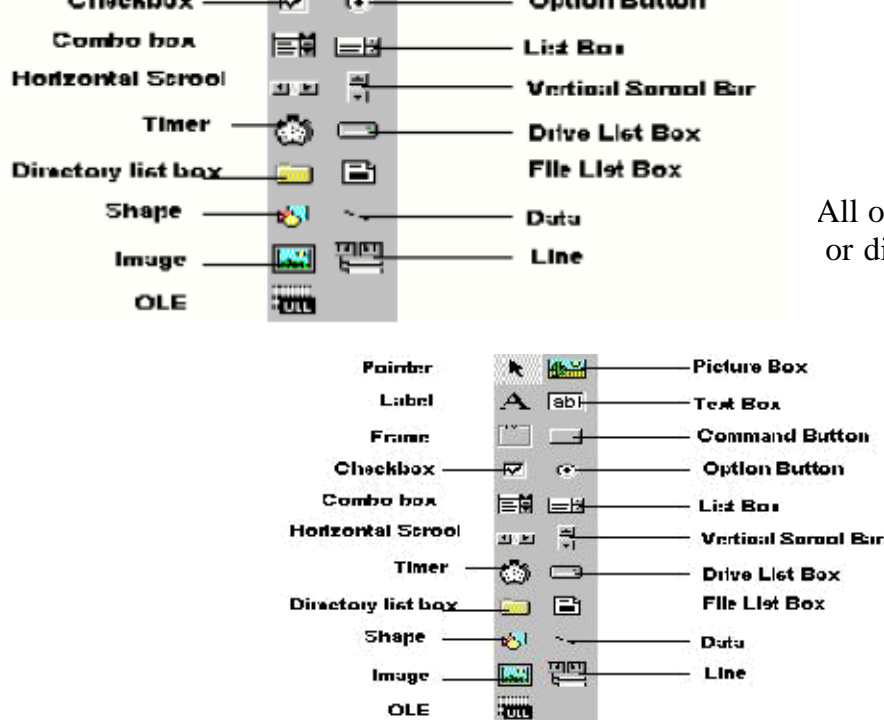 Checkbox Option Button
Combo box List Box
Horizontal Scrool Vertical Scrool Bar
Timer Drive List Box
Directory list box File List Box
Shape Data
All o
or di
Image Line
OLE
Pointer Picture Box
Label Text Box
Frame Command Button
Checkbox Option Button
Combo box List Box
Horizontal Scrool Vertical Scrool Bar
Timer Drive List Box
Directory list box File List Box
Shape Data
Image Line
OLE